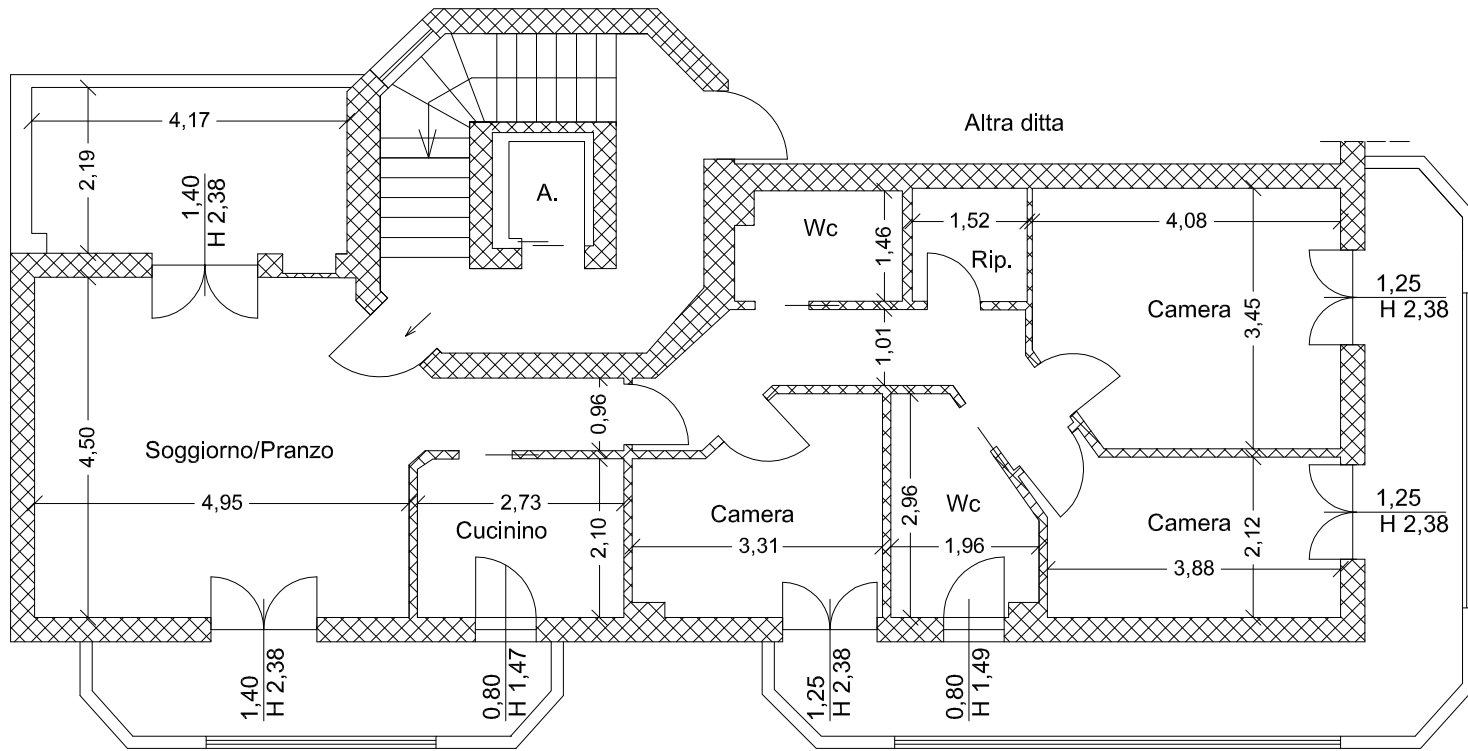 Altra ditta
4,17
2,19
1,40
H 2,38
A.
Wc
1,46
1,52
Rip.
4,08
Camera
3,45
1,25
H 2,38
1,01
0,96
4,50
Soggiorno/Pranzo
4,95
2,73
Cucinino
2,10
Camera
3,31
2,96
Wc
1,96
Camera
2,12
3,88
1,25
H 2,38
1,40
H 2,38
0,80
H 1,47
1,25
H 2,38
0,80
H 1,49